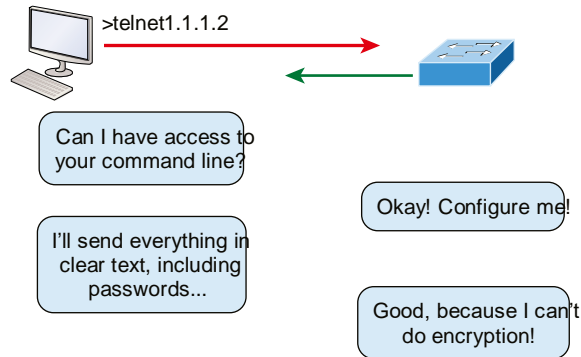 >telnet1.1.1.2
Can I have access to
your command line?
Okay! Configure me!
I'll send everything in
clear text, including
passwords...
Good, because I can't
do encryption!